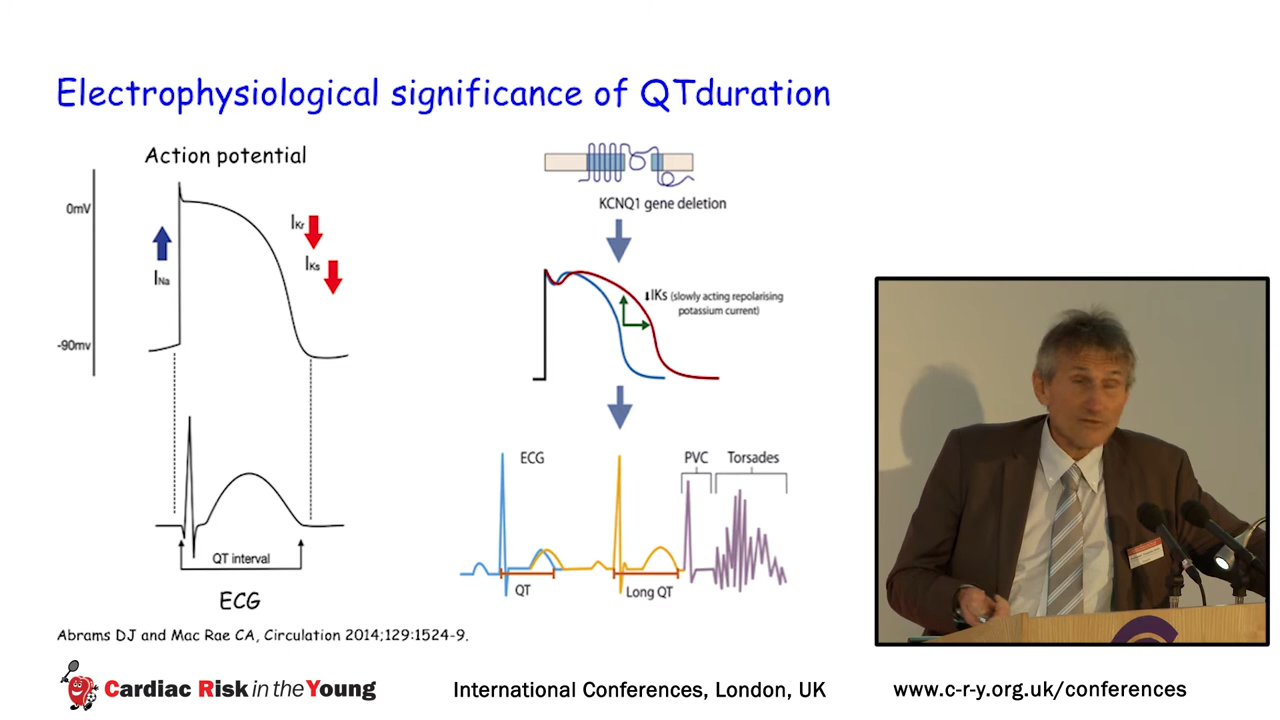 Electrophysiological significance of QTduration
Action potential
0mV
-90mv
INa
IKr
IKs
QT interval
ECG
KCNQ1 gene deletion
IKs (slowly acting repolarising
potassium current)
ECG
PVC
Torsades
QT
Long QT
Abrams DJ and Mac Rae CA, Circulation 2014;129:1524-9.
Cardiac Risk in the Young
International Conferences, London, UK
www.c-r-y.org.uk/conferences